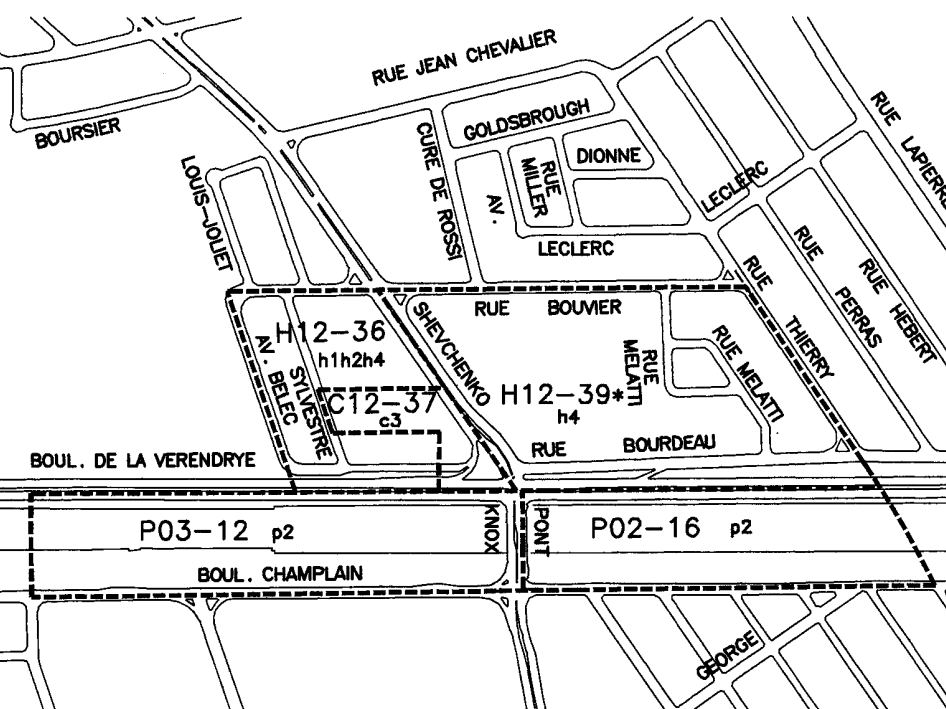 RUE JEAN CHEVALIER
BOURSIER
GOLDSBROUGH
CURE DE ROSSI
DIONNE
RUE
MILLER
AV.
LECLERC
LECLERC
RUE LAPIERRE
LOUIS-JOLIET
RUE HEBERT
RUE PERRAS
RUE THIERRY
RUE BOUVIER
SHEVCHENKO
H12-36
h1h2h4
AV. BELEC
SYLVESTRE
C12-37
c3
H12-39*
h4
RUE
MELATTI
RUE MELATTI
RUE BOURDEAU
BOUL. DE LA VERENDRYE
P03-12 p2
KNOX
PONT
P02-16 p2
BOUL. CHAMPLAIN
GEORGE